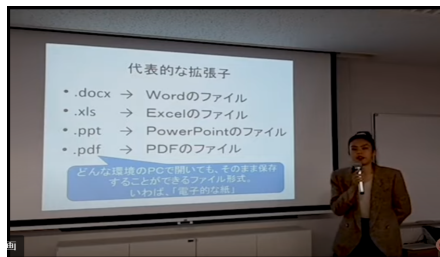 代表的な拡張子
• .docx → Wordのファイル
• .xls → Excelのファイル
• .ppt → PowerPointのファイル
• .pdf → PDFのファイル
どんな環境のPCで開いても、そのまま保存
することができるファイル形式。
いわば、「電子的な紙」